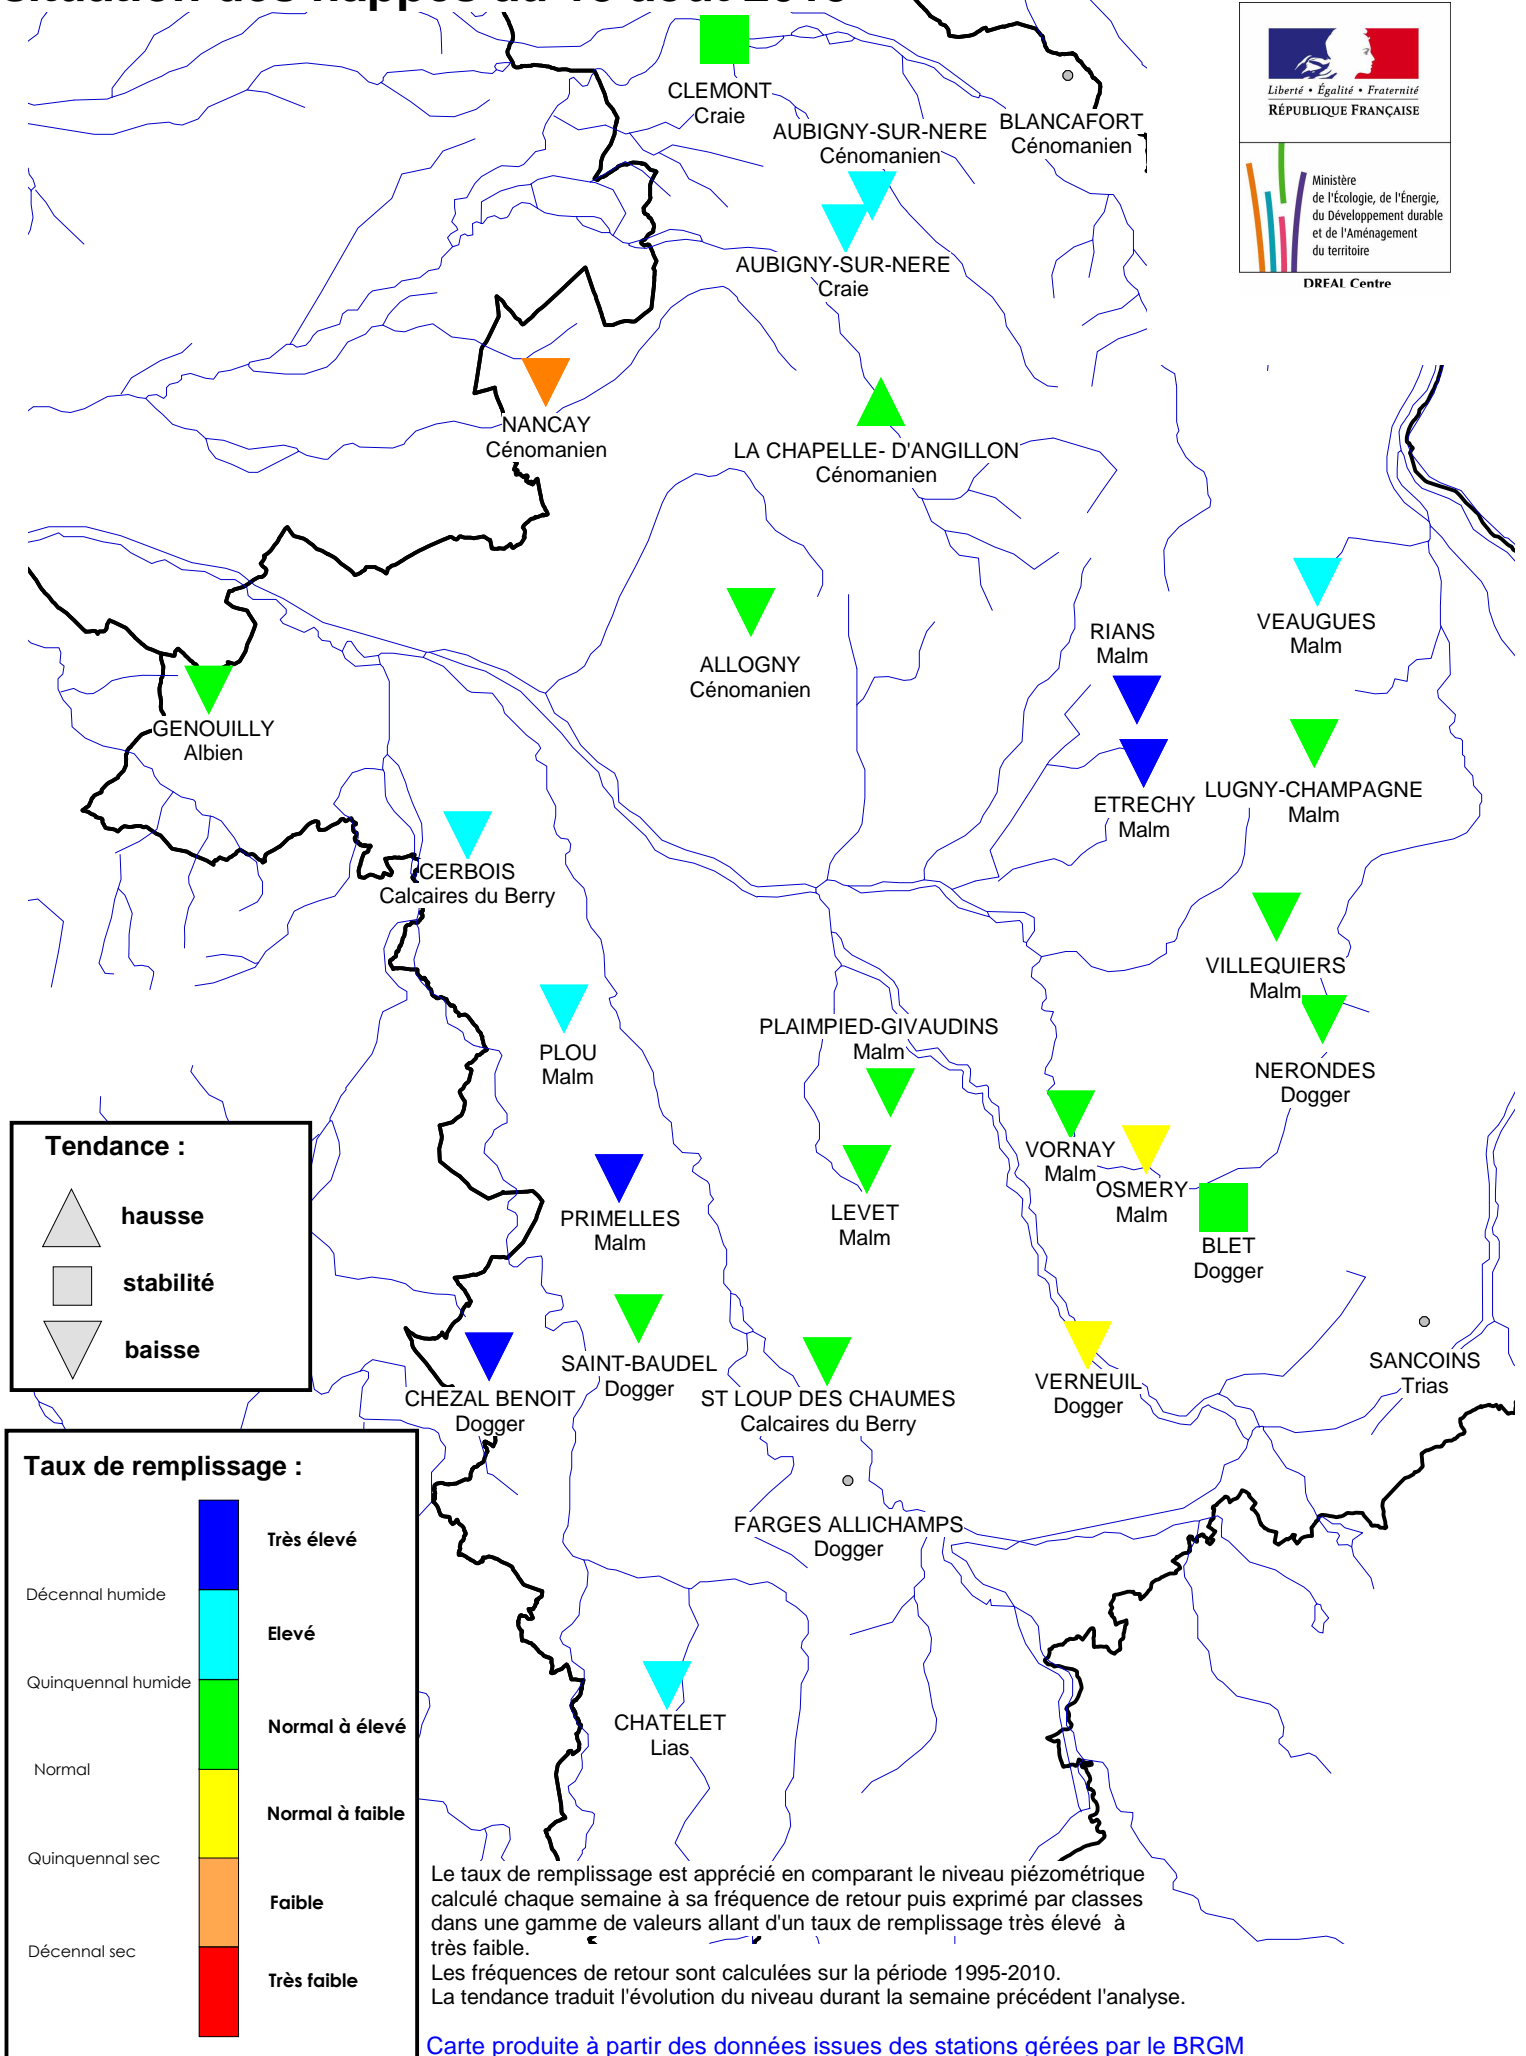 CLEMONT
Craie
AUBIGNY-SUR-NERE
Cénomanien
BLANCAFORT
Cénomanien
Liberté • Égalité • Fraternité
RÉPUBLIQUE FRANÇAISE
Ministère
de l'Écologie, de l'Énergie,
du Développement durable
et de l'Aménagement
du territoire
DREAL Centre
AUBIGNY-SUR-NERE
Craie
NANCAY
Cénomanien
LA CHAPELLE- D'ANGILLON
Cénomanien
VEAUGUES
Malm
RIANS
Malm
ALLOGNY
Cénomanien
GENOUILLY
Albien
ETRECHY
Malm
LUGNY-CHAMPAGNE
Malm
CERBOIS
Calcaires du Berry
VILLEQUIERS
Malm
PLOU
Malm
PLAIMPIED-GIVAUDINS
Malm
NERONDES
Dogger
VORNAY
Malm
OSMERY
Malm
PRIMELLES
Malm
LEVET
Malm
BLET
Dogger
Tendance :
hausse
stabilité
baisse
SAINT-BAUDEL
Dogger
CHEZAL BENOIT
Dogger
ST LOUP DES CHAUMES
Calcaires du Berry
VERNEUIL
Dogger
SANCOINS
Trias
FARGES ALLICHAMPS
Dogger
CHATELET
Lias
Taux de remplissage :
Très élevé
Décennal humide
Elevé
Quinquennal humide
Normal à élevé
Normal
Normal à faible
Quinquennal sec
Faible
Décennal sec
Très faible
Le taux de remplissage est apprécié en comparant le niveau piézométrique
calculé chaque semaine à sa fréquence de retour puis exprimé par classes
dans une gamme de valeurs allant d'un taux de remplissage très élevé à
très faible.
Les fréquences de retour sont calculées sur la période 1995-2010.
La tendance traduit l'évolution du niveau durant la semaine précédent l'analyse.
Carte produite à partir des données issues des stations gérées par le BRGM